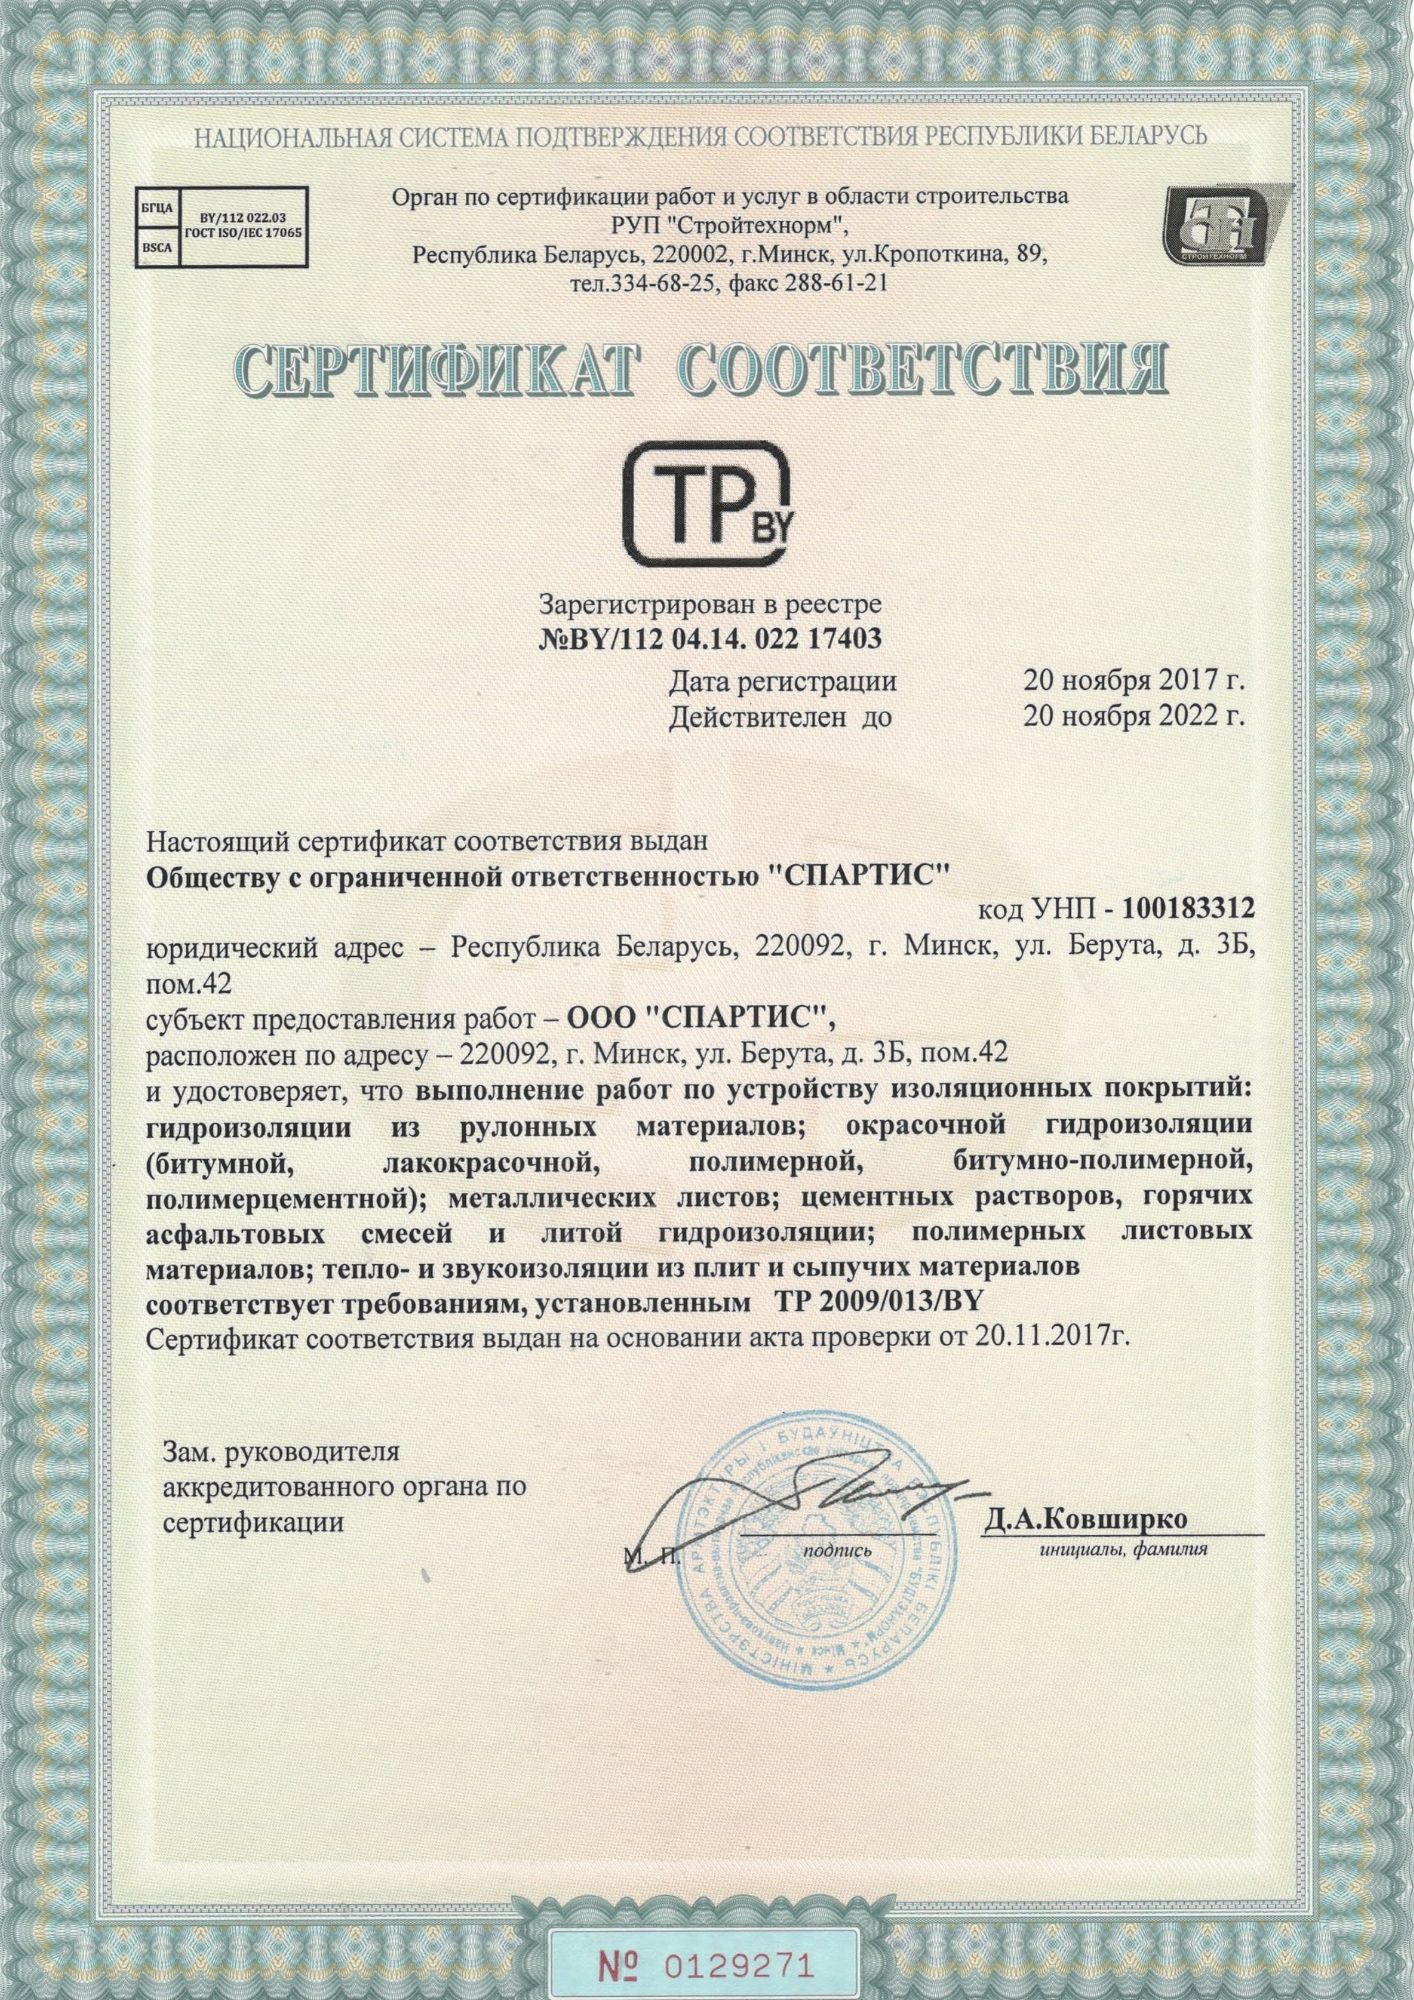 НАЦИОНАЛЬНАЯ СИСТЕМА ПОДТВЕРЖДЕНИЯ СООТВЕТСТВИЯ РЕСПУБЛИКИ БЕЛАРУСЬ
БГЦА
BSCA
BY/112 022.03
ГОСТ ISO/IEC 17065
Орган по сертификации работ и услуг в области строительства
РУП "Стройтехнорм",
Республика Беларусь, 220002, г.Минск, ул.Кропоткина, 89,
тел.334-68-25, факс 288-61-21
СТН
СТРОЙТЕХНОРМ
СЕРТИФИКАТ СООТВЕТСТВИЯ
ТР BY
Зарегистрирован в реестре
№BY/112 04.14. 022 17403
Дата регистрации 20 ноября 2017 г.
Действителен до 20 ноября 2022 г.
Настоящий сертификат соответствия выдан
Обществу с ограниченной ответственностью "СПАРТИС"
код УНП - 100183312
юридический адрес – Республика Беларусь, 220092, г. Минск, ул. Берута, д. 3Б,
пом.42
субъект предоставления работ – ООО "СПАРТИС",
расположен по адресу – 220092, г. Минск, ул. Берута, д. 3Б, пом.42
и удостоверяет, что выполнение работ по устройству изоляционных покрытий:
гидроизоляции из рулонных материалов; окрасочной гидроизоляции
(битумной, лакокрасочной, полимерной, битумно-полимерной,
полимерцементной); металлических листов; цементных растворов, горячих
асфальтовых смесей и литой гидроизоляции; полимерных листовых
материалов; тепло- и звукоизоляции из плит и сыпучих материалов
соответствует требованиям, установленным ТР 2009/013/BY
Сертификат соответствия выдан на основании акта проверки от 20.11.2017г.
Зам. руководителя
аккредитованного органа по
сертификации
М. П.
подпись
Д.А.Ковширко
инициалы, фамилия
МІНІСТЭРСТВА АРХІТЭКТУРЫ І БУДАЎНІЦТВА РЭСПУБЛІКІ БЕЛАРУСЬ
№ 0129271